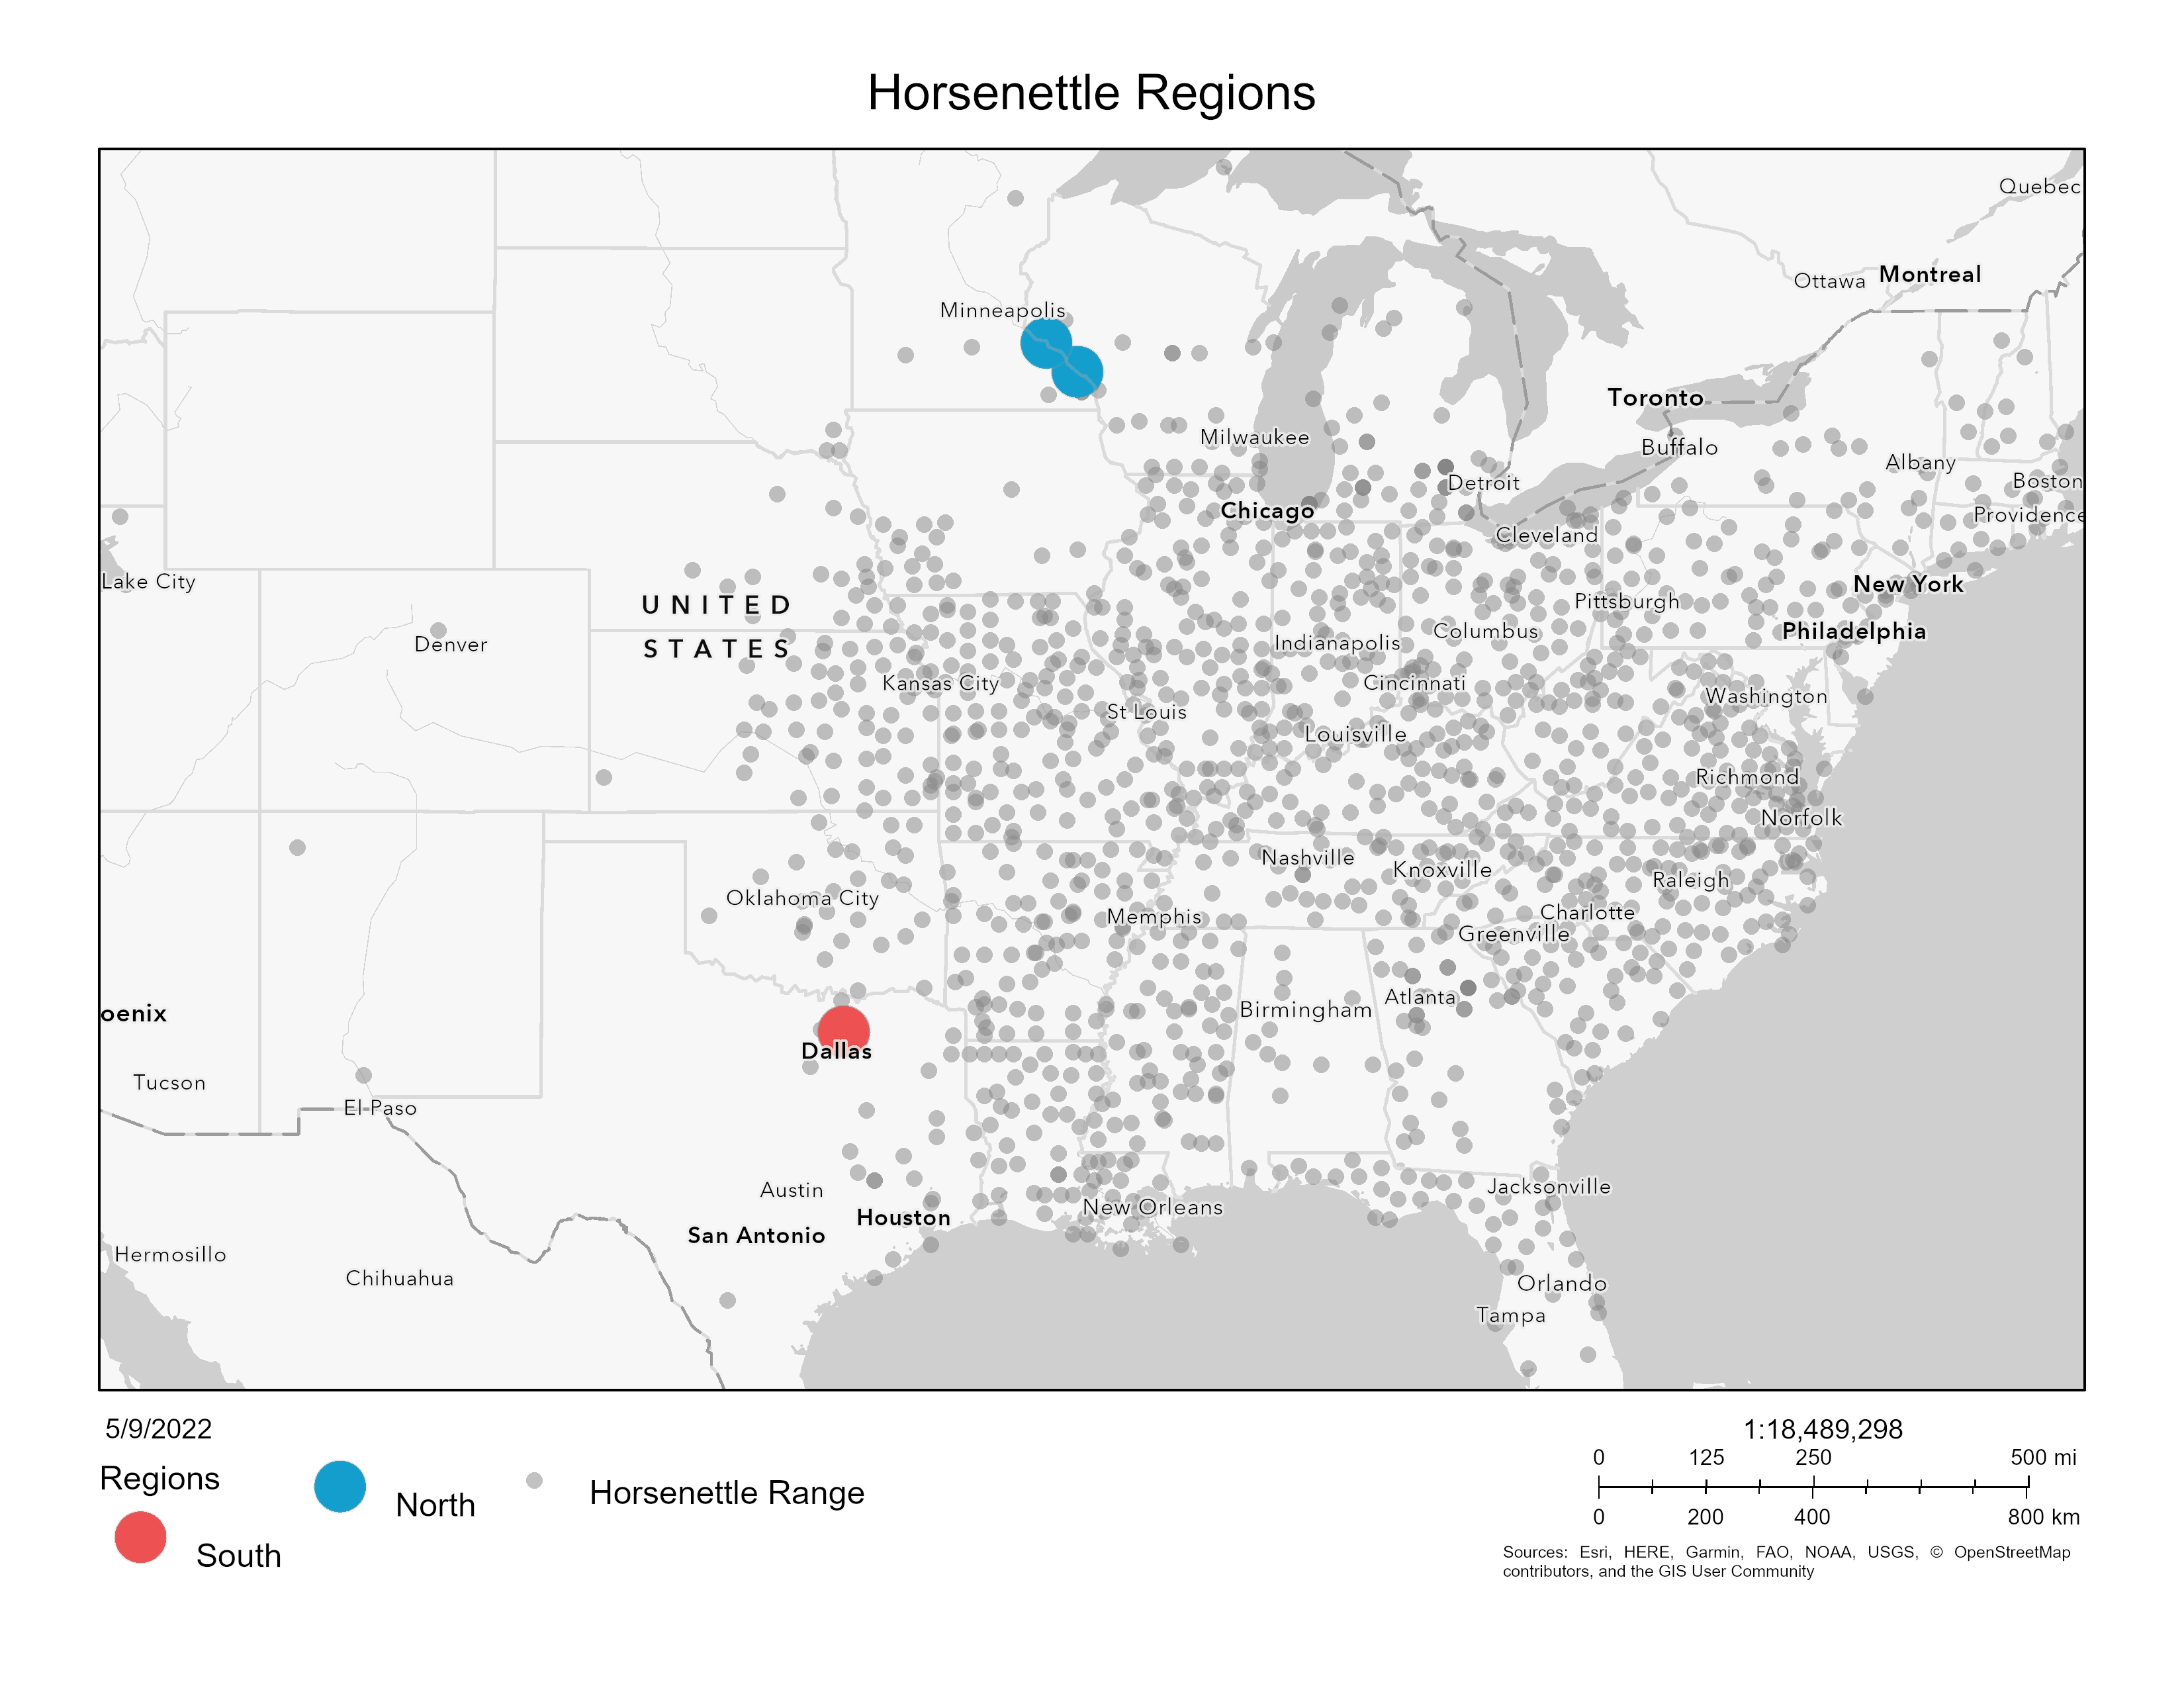 Horsenettle Regions
Quebec
Ottawa
Montreal
Minneapolis
Toronto
Buffalo
Milwaukee
Albany
Detroit
Boston
Chicago
Providence
Cleveland
Lake City
New York
UNITED
STATES
Pittsburgh
Philadelphia
Columbus
Denver
Indianapolis
Kansas City
Cincinnati
Washington
St Louis
Louisville
Richmond
Norfolk
Nashville
Knoxville
Raleigh
Oklahoma City
Charlotte
Memphis
Greenville
Atlanta
Birmingham
oenix
Dallas
Tucson
El Paso
Austin
Jacksonville
New Orleans
Houston
San Antonio
Hermosillo
Chihuahua
Orlando
Tampa
5/9/2022
Regions
North
Horsenettle Range
South
1:18,489,298
0 125 250 500 mi
0 200 400 800 km
Sources: Esri, HERE, Garmin, FAO, NOAA, USGS, © OpenStreetMap
contributors, and the GIS User Community